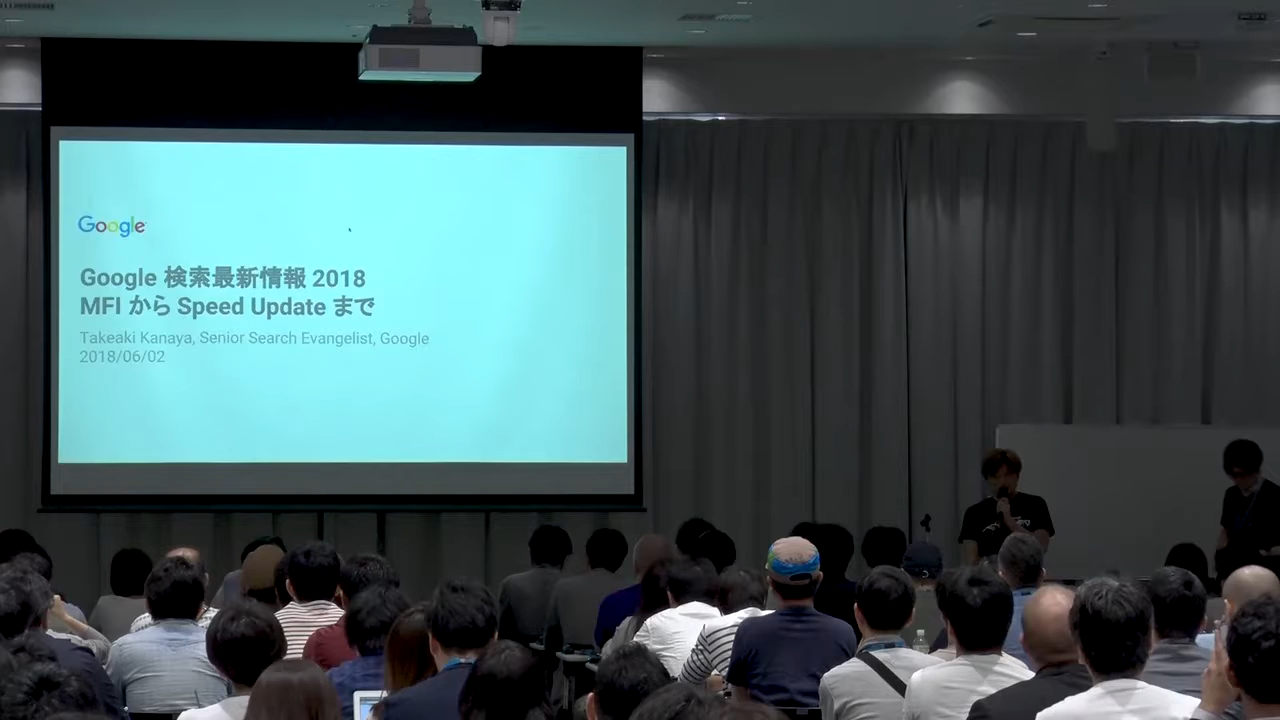 Google
Google 検索最新情報 2018
MFI から Speed Update まで
Takeaki Kanaya, Senior Search Evangelist, Google
2018/06/02